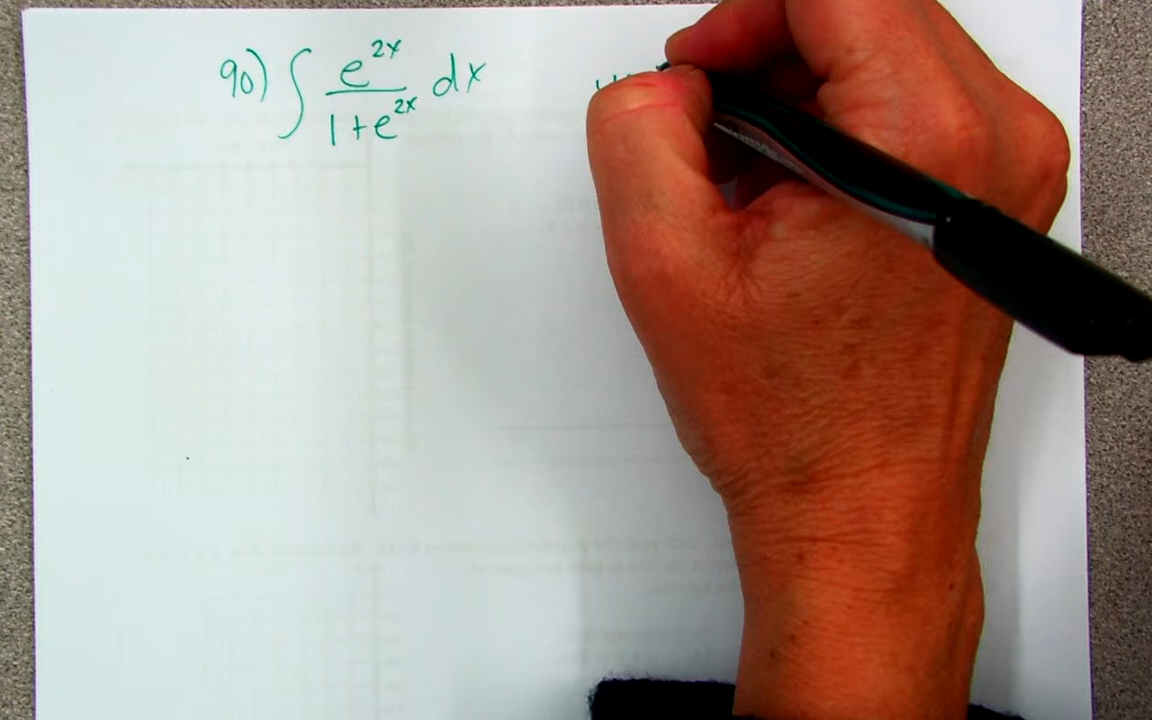 90) ∫ e^{2x} / (1+e^{2x}) dx